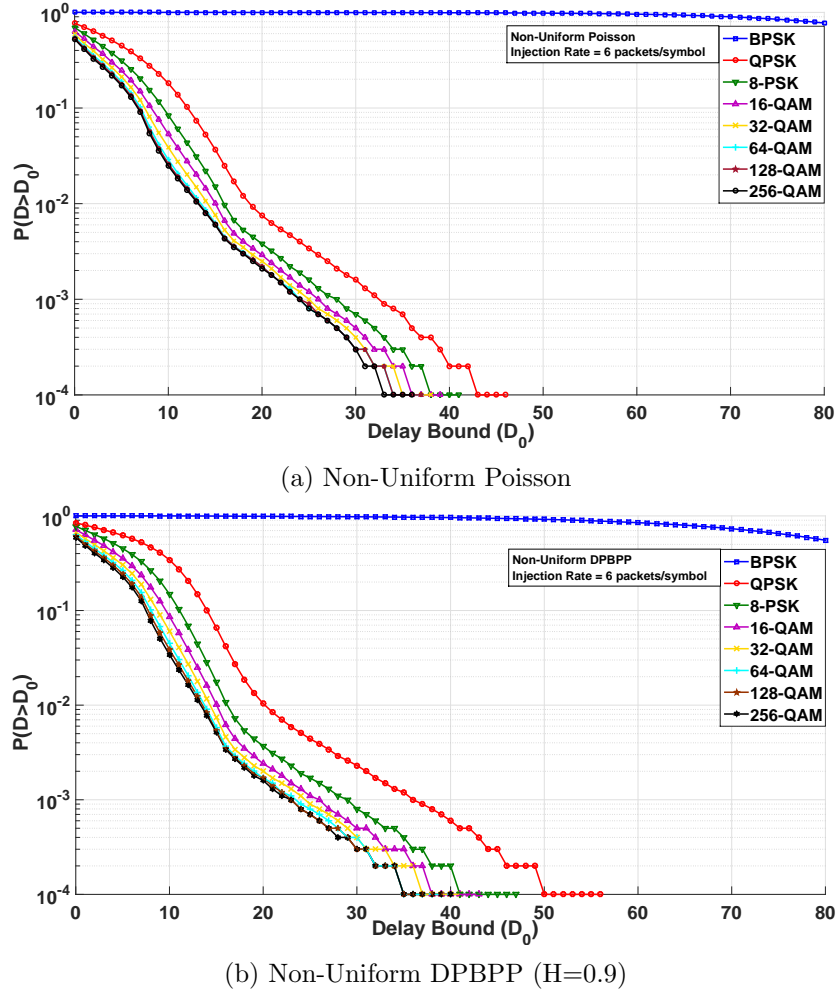 10^0
10^-1
10^-2
10^-3
10^-4
P(D>D_0)
0 10 20 30 40 50 60 70 80
Delay Bound (D_0)
Non-Uniform Poisson
Injection Rate = 6 packets/symbol
BPSK
QPSK
8-PSK
16-QAM
32-QAM
64-QAM
128-QAM
256-QAM
(a) Non-Uniform Poisson
10^0
10^-1
10^-2
10^-3
10^-4
P(D>D_0)
0 10 20 30 40 50 60 70 80
Delay Bound (D_0)
Non-Uniform DPBPP
Injection Rate = 6 packets/symbol
BPSK
QPSK
8-PSK
16-QAM
32-QAM
64-QAM
128-QAM
256-QAM
(b) Non-Uniform DPBPP (H=0.9)